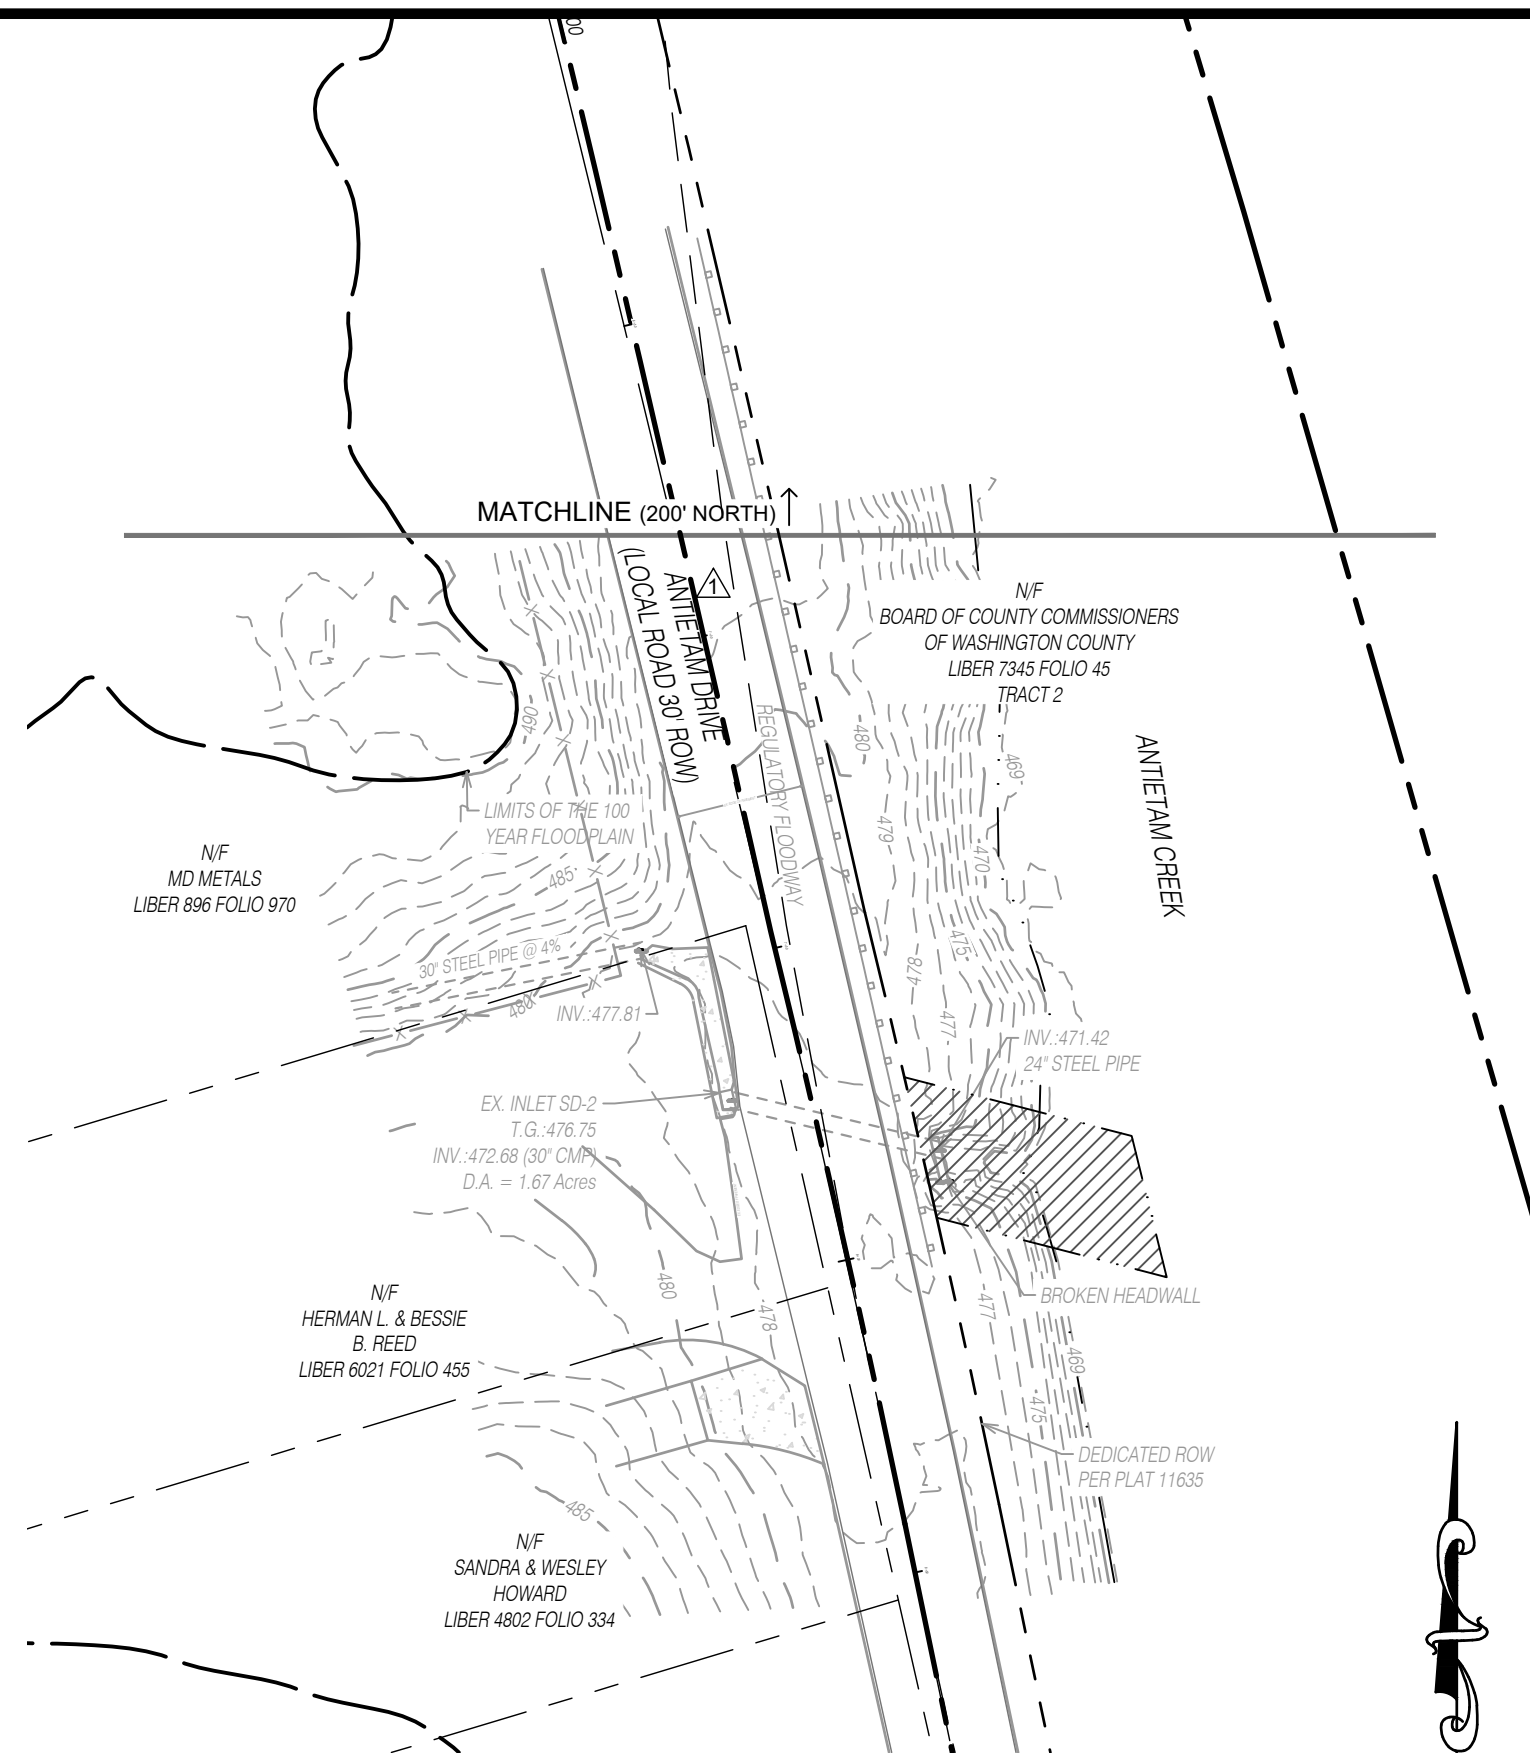 00
MATCHLINE (200' NORTH)
1
ANTIETAM DRIVE
(LOCAL ROAD 30' ROW)
N/F
BOARD OF COUNTY COMMISSIONERS
OF WASHINGTON COUNTY
LIBER 7345 FOLIO 45
TRACT 2
490
REGULATORY FLOODWAY
480
469
ANTIETAM CREEK
LIMITS OF THE 100
YEAR FLOODPLAIN
479
470
N/F
MD METALS
LIBER 896 FOLIO 970
485
475
30" STEEL PIPE @ 4%
478
480
INV.:477.81
477
INV.:471.42
24" STEEL PIPE
EX. INLET SD-2
T.G.:476.75
INV.:472.68 (30" CMP)
D.A. = 1.67 Acres
480
478
477
BROKEN HEADWALL
N/F
HERMAN L. & BESSIE
B. REED
LIBER 6021 FOLIO 455
469
475
DEDICATED ROW
PER PLAT 11635
485
N/F
SANDRA & WESLEY
HOWARD
LIBER 4802 FOLIO 334